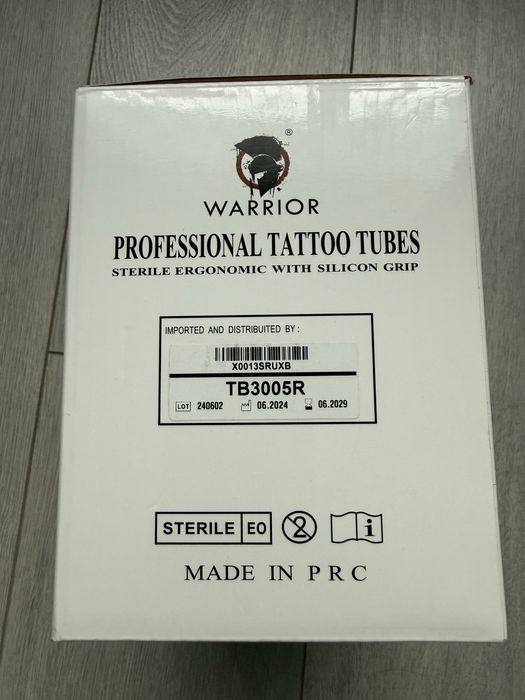 ®
WARRIOR
PROFESSIONAL TATTOO TUBES
STERILE ERGONOMIC WITH SILICON GRIP
IMPORTED AND DISTRIBUTED BY :
X0013SRUXB
TB3005R
LOT 240602 06.2024 06.2029
STERILE EO 2 i
MADE IN P R C